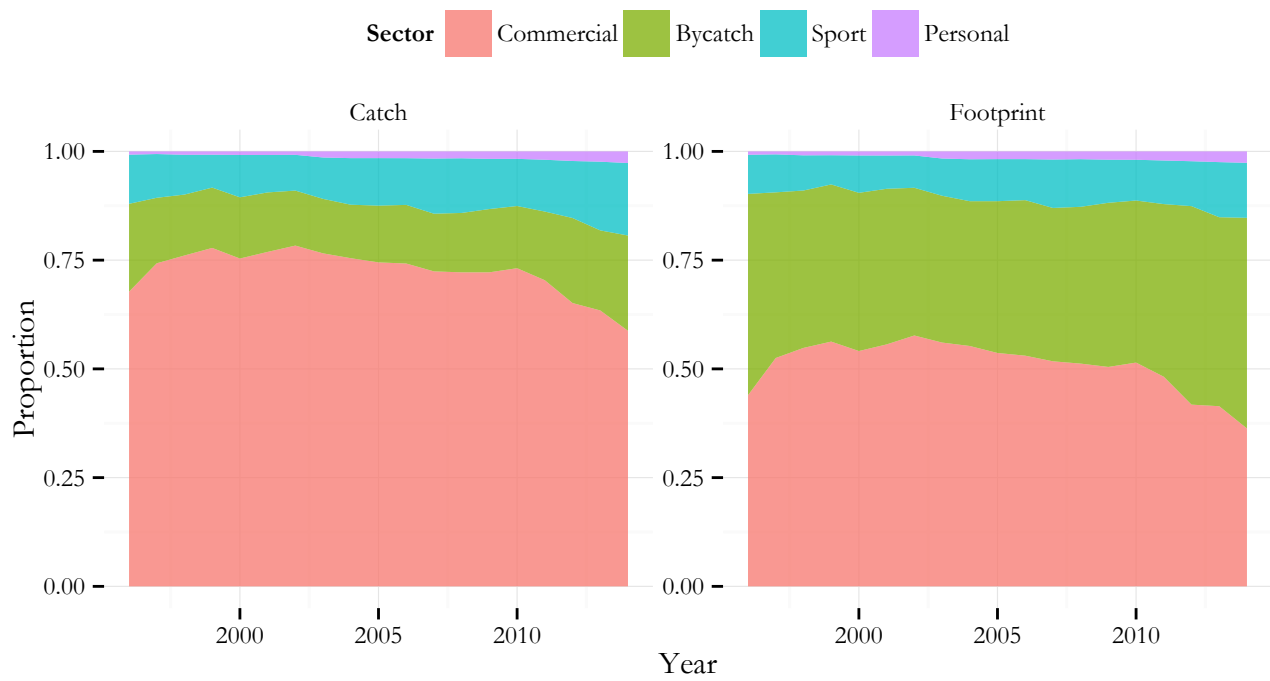 Sector Commercial Bycatch Sport Personal
Catch Footprint
1.00 1.00
0.75 0.75
0.50 0.50
0.25 0.25
0.00 0.00
Proportion
2000 2005 2010 2000 2005 2010
Year